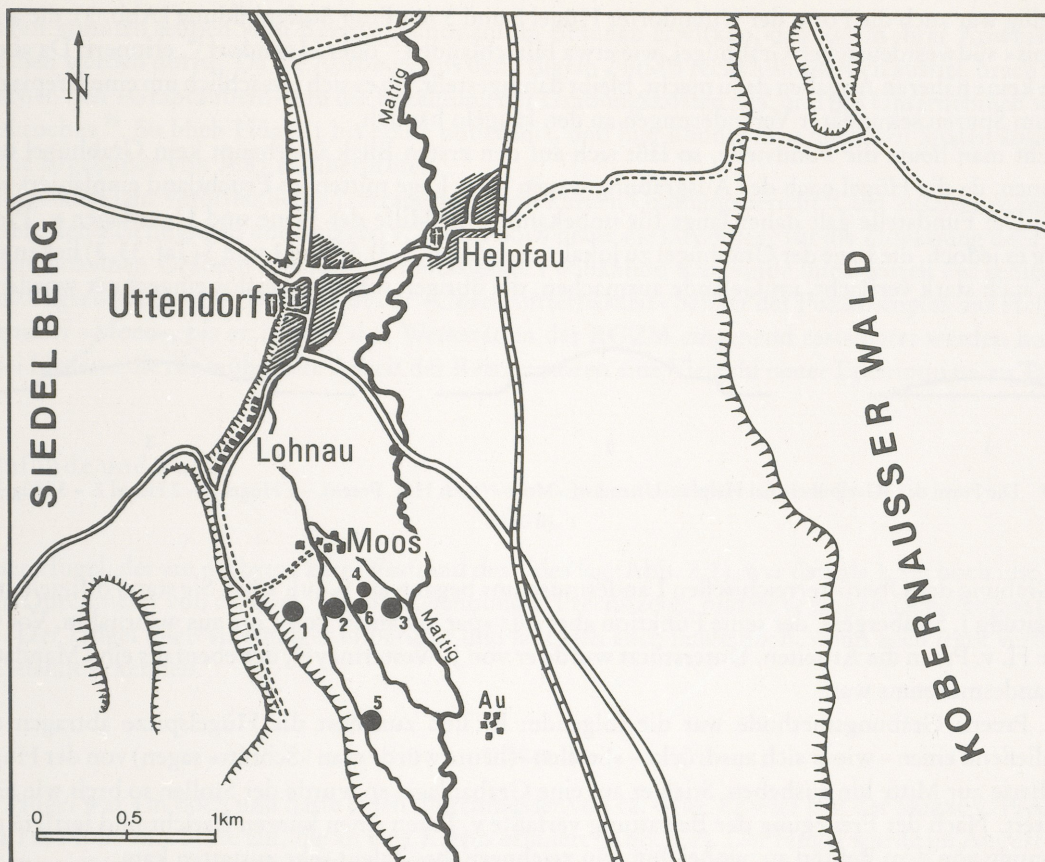 N
Mattig
SIEDELBERG
Uttendorf
Helpfau
KOBERNAUSSER WALD
Lohnau
Moos
4
1
2
6
3
Mattig
5
Au
0 0,5 1km